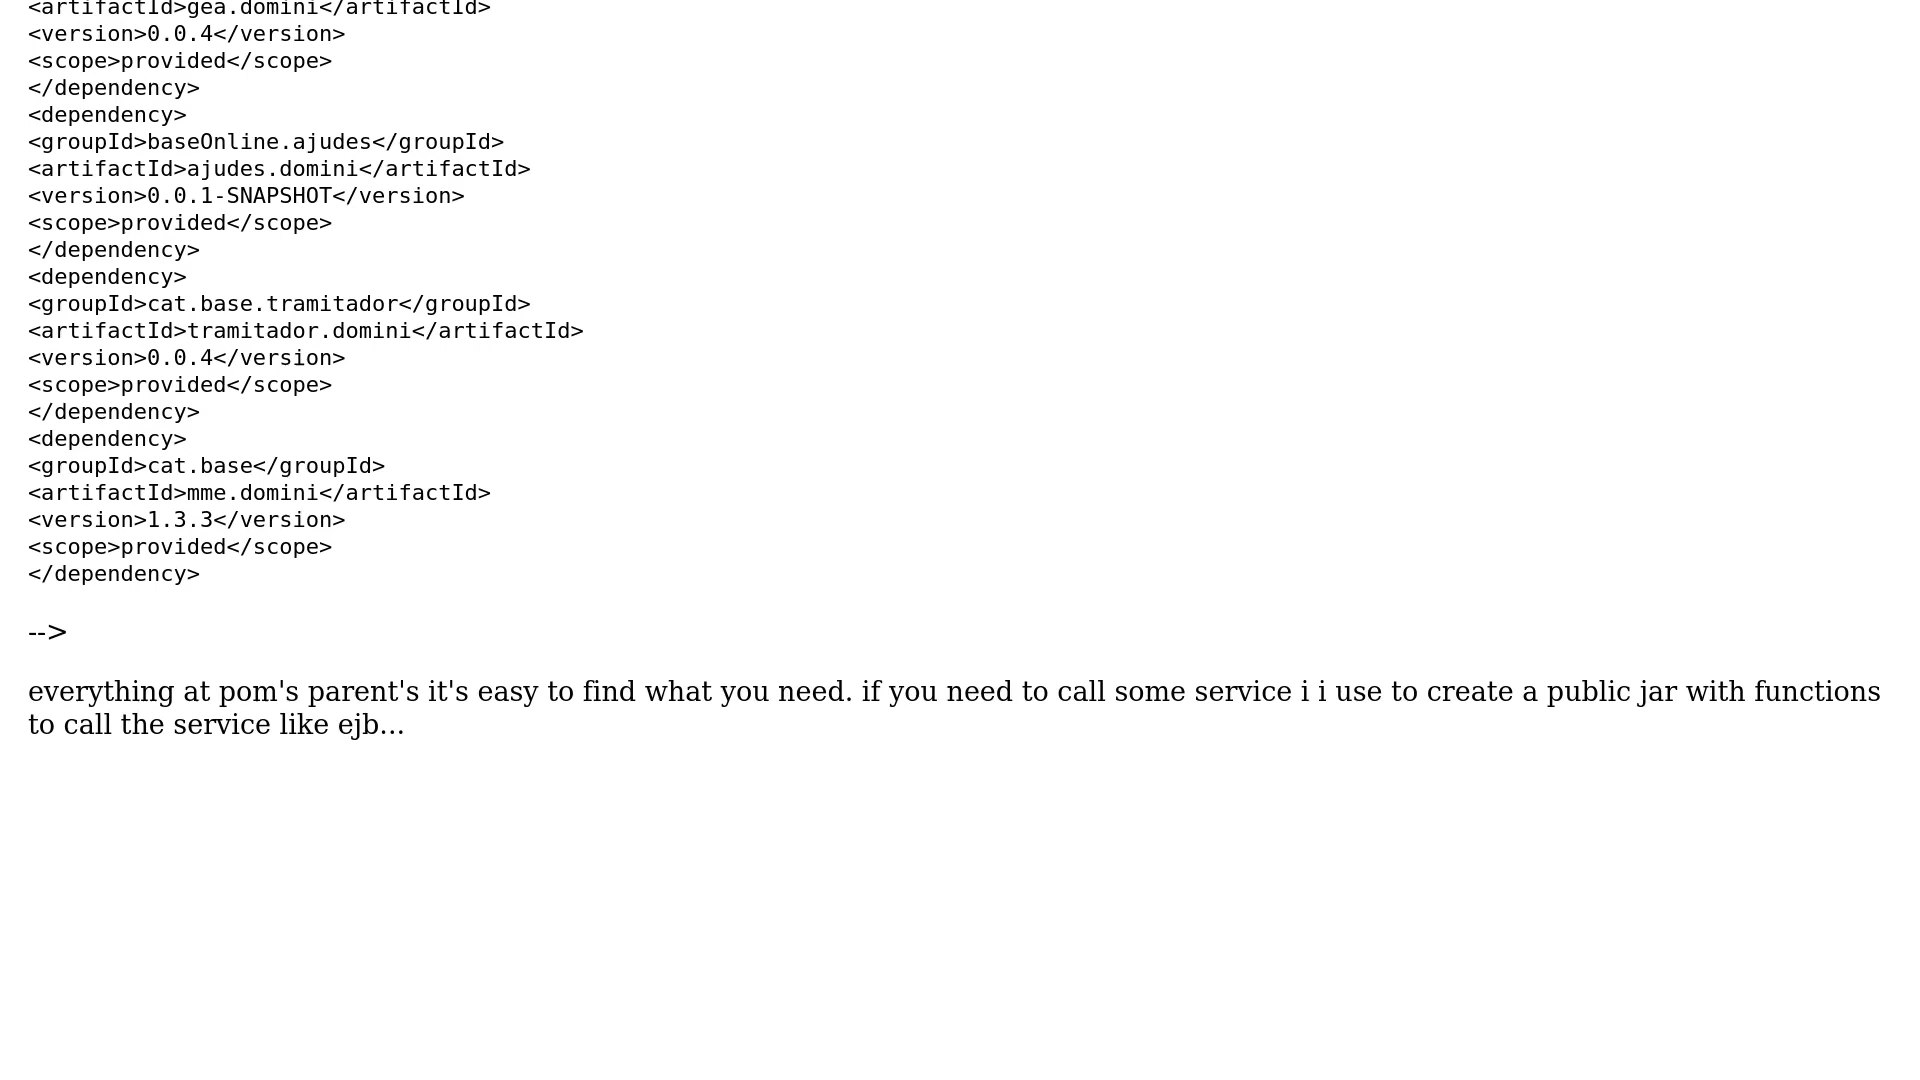 <artifactId>gea.domini</artifactId>
<version>0.0.4</version>
<scope>provided</scope>
</dependency>
<dependency>
<groupId>baseOnline.ajudes</groupId>
<artifactId>ajudes.domini</artifactId>
<version>0.0.1-SNAPSHOT</version>
<scope>provided</scope>
</dependency>
<dependency>
<groupId>cat.base.tramitador</groupId>
<artifactId>tramitador.domini</artifactId>
<version>0.0.4</version>
<scope>provided</scope>
</dependency>
<dependency>
<groupId>cat.base</groupId>
<artifactId>mme.domini</artifactId>
<version>1.3.3</version>
<scope>provided</scope>
</dependency>
-->
everything at pom's parent's it's easy to find what you need. if you need to call some service i i use to create a public jar with functions
to call the service like ejb...